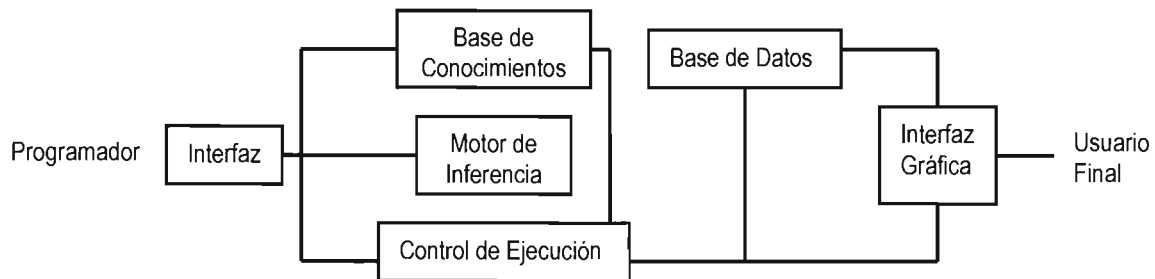 Base de
Conocimientos
Base de Datos
Programador
Interfaz
Motor de
Inferencia
Interfaz
Gráfica
Usuario
Final
Control de Ejecución